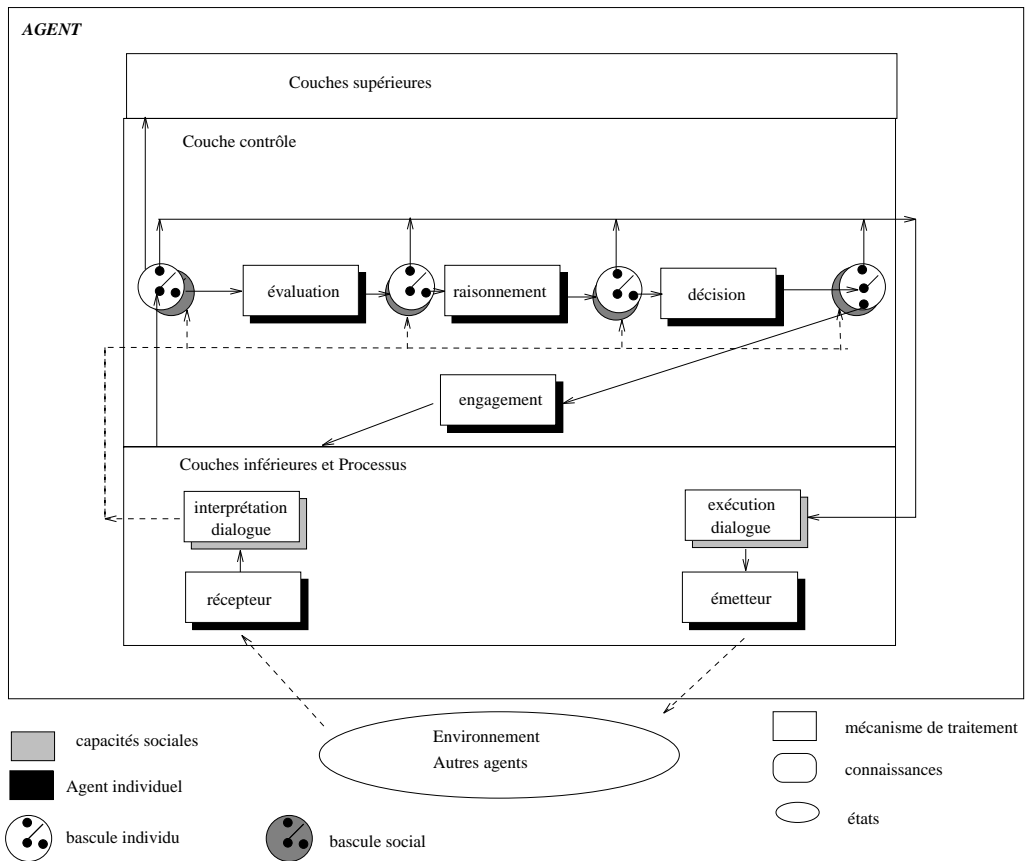 AGENT
Couches supérieures
Couche contrôle
évaluation
raisonnement
décision
engagement
Couches inférieures et Processus
interprétation
dialogue
exécution
dialogue
récepteur
émetteur
Environnement
Autres agents
capacités sociales
Agent individuel
bascule individu
bascule social
mécanisme de traitement
connaissances
états